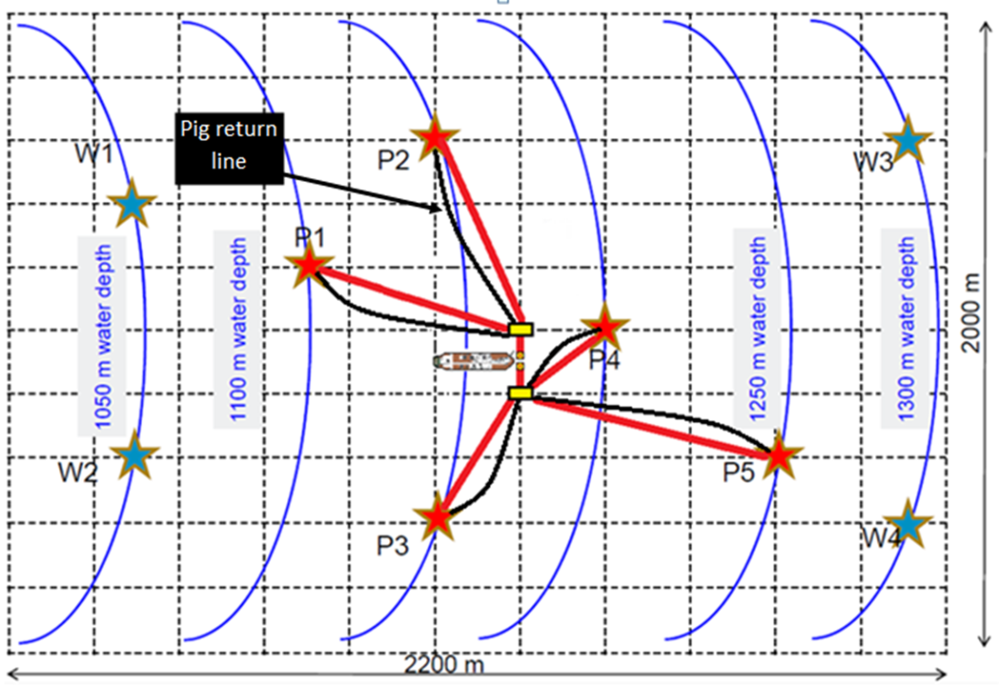 Pig return
line
W1
P2
W3
P1
1050 m water depth
1100 m water depth
1250 m water depth
1300 m water depth
2000 m
P4
W2
P5
P3
W4
2200 m